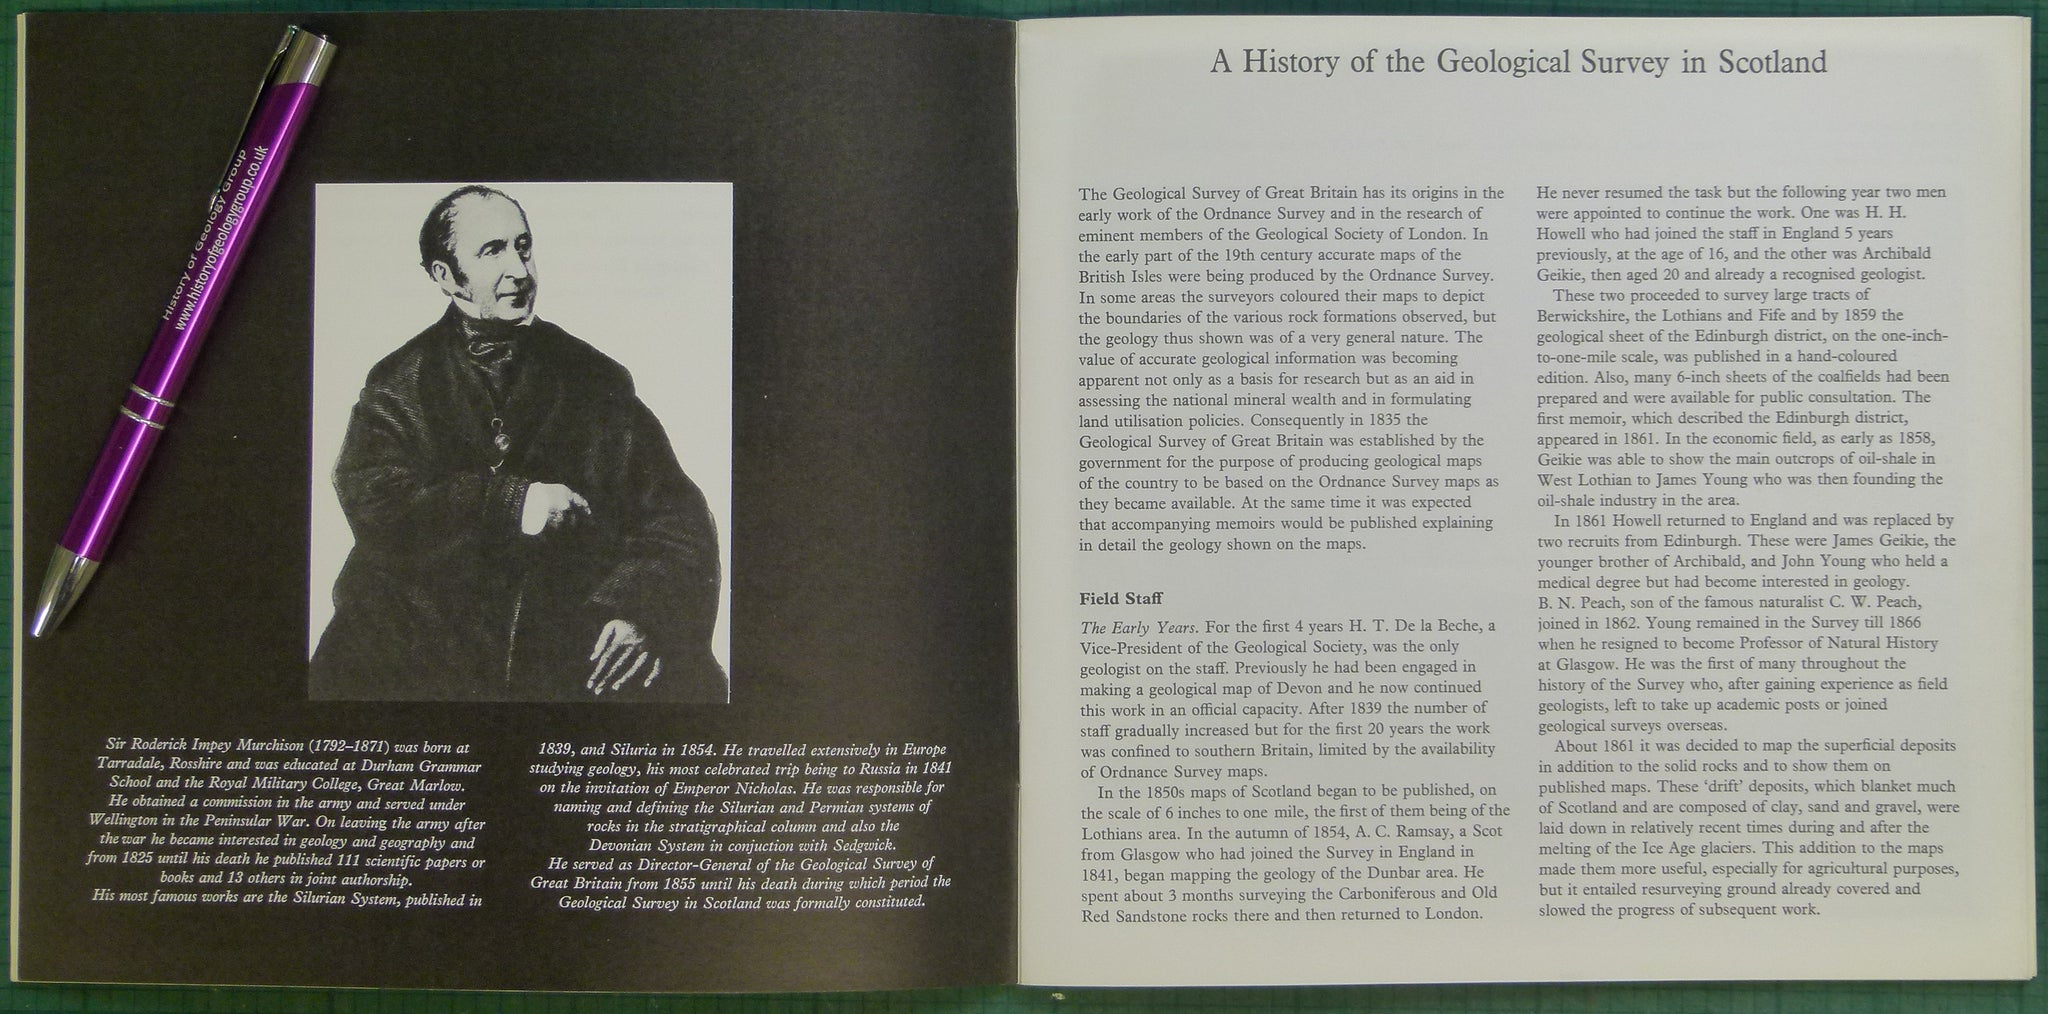 History of Geology Group
www.historyofgeologygroup.co.uk
Sir Roderick Impey Murchison (1792–1871) was born at
Tarradale, Rosshire and was educated at Durham Grammar
School and the Royal Military College, Great Marlow.
He obtained a commission in the army and served under
Wellington in the Peninsular War. On leaving the army after
the war he became interested in geology and geography and
from 1825 until his death he published 111 scientific papers or
books and 13 others in joint authorship.
His most famous works are the Silurian System, published in
1839, and Siluria in 1854. He travelled extensively in Europe
studying geology, his most celebrated trip being to Russia in 1841
on the invitation of Emperor Nicholas. He was responsible for
naming and defining the Silurian and Permian systems of
rocks in the stratigraphical column and also the
Devonian System in conjuction with Sedgwick.
He served as Director-General of the Geological Survey of
Great Britain from 1855 until his death during which period the
Geological Survey in Scotland was formally constituted.
A History of the Geological Survey in Scotland
The Geological Survey of Great Britain has its origins in the
early work of the Ordnance Survey and in the research of
eminent members of the Geological Society of London. In
the early part of the 19th century accurate maps of the
British Isles were being produced by the Ordnance Survey.
In some areas the surveyors coloured their maps to depict
the boundaries of the various rock formations observed, but
the geology thus shown was of a very general nature. The
value of accurate geological information was becoming
apparent not only as a basis for research but as an aid in
assessing the national mineral wealth and in formulating
land utilisation policies. Consequently in 1835 the
Geological Survey of Great Britain was established by the
government for the purpose of producing geological maps
of the country to be based on the Ordnance Survey maps as
they became available. At the same time it was expected
that accompanying memoirs would be published explaining
in detail the geology shown on the maps.
Field Staff
The Early Years. For the first 4 years H. T. De la Beche, a
Vice-President of the Geological Society, was the only
geologist on the staff. Previously he had been engaged in
making a geological map of Devon and he now continued
this work in an official capacity. After 1839 the number of
staff gradually increased but for the first 20 years the work
was confined to southern Britain, limited by the availability
of Ordnance Survey maps.
In the 1850s maps of Scotland began to be published, on
the scale of 6 inches to one mile, the first of them being of the
Lothians area. In the autumn of 1854, A. C. Ramsay, a Scot
from Glasgow who had joined the Survey in England in
1841, began mapping the geology of the Dunbar area. He
spent about 3 months surveying the Carboniferous and Old
Red Sandstone rocks there and then returned to London.
He never resumed the task but the following year two men
were appointed to continue the work. One was H. H.
Howell who had joined the staff in England 5 years
previously, at the age of 16, and the other was Archibald
Geikie, then aged 20 and already a recognised geologist.
These two proceeded to survey large tracts of
Berwickshire, the Lothians and Fife and by 1859 the
geological sheet of the Edinburgh district, on the one-inch-
to-one-mile scale, was published in a hand-coloured
edition. Also, many 6-inch sheets of the coalfields had been
prepared and were available for public consultation. The
first memoir, which described the Edinburgh district,
appeared in 1861. In the economic field, as early as 1858,
Geikie was able to show the main outcrops of oil-shale in
West Lothian to James Young who was then founding the
oil-shale industry in the area.
In 1861 Howell returned to England and was replaced by
two recruits from Edinburgh. These were James Geikie, the
younger brother of Archibald, and John Young who held a
medical degree but had become interested in geology.
B. N. Peach, son of the famous naturalist C. W. Peach,
joined in 1862. Young remained in the Survey till 1866
when he resigned to become Professor of Natural History
at Glasgow. He was the first of many throughout the
history of the Survey who, after gaining experience as field
geologists, left to take up academic posts or joined
geological surveys overseas.
About 1861 it was decided to map the superficial deposits
in addition to the solid rocks and to show them on
published maps. These ‘drift’ deposits, which blanket much
of Scotland and are composed of clay, sand and gravel, were
laid down in relatively recent times during and after the
melting of the Ice Age glaciers. This addition to the maps
made them more useful, especially for agricultural purposes,
but it entailed resurveying ground already covered and
slowed the progress of subsequent work.